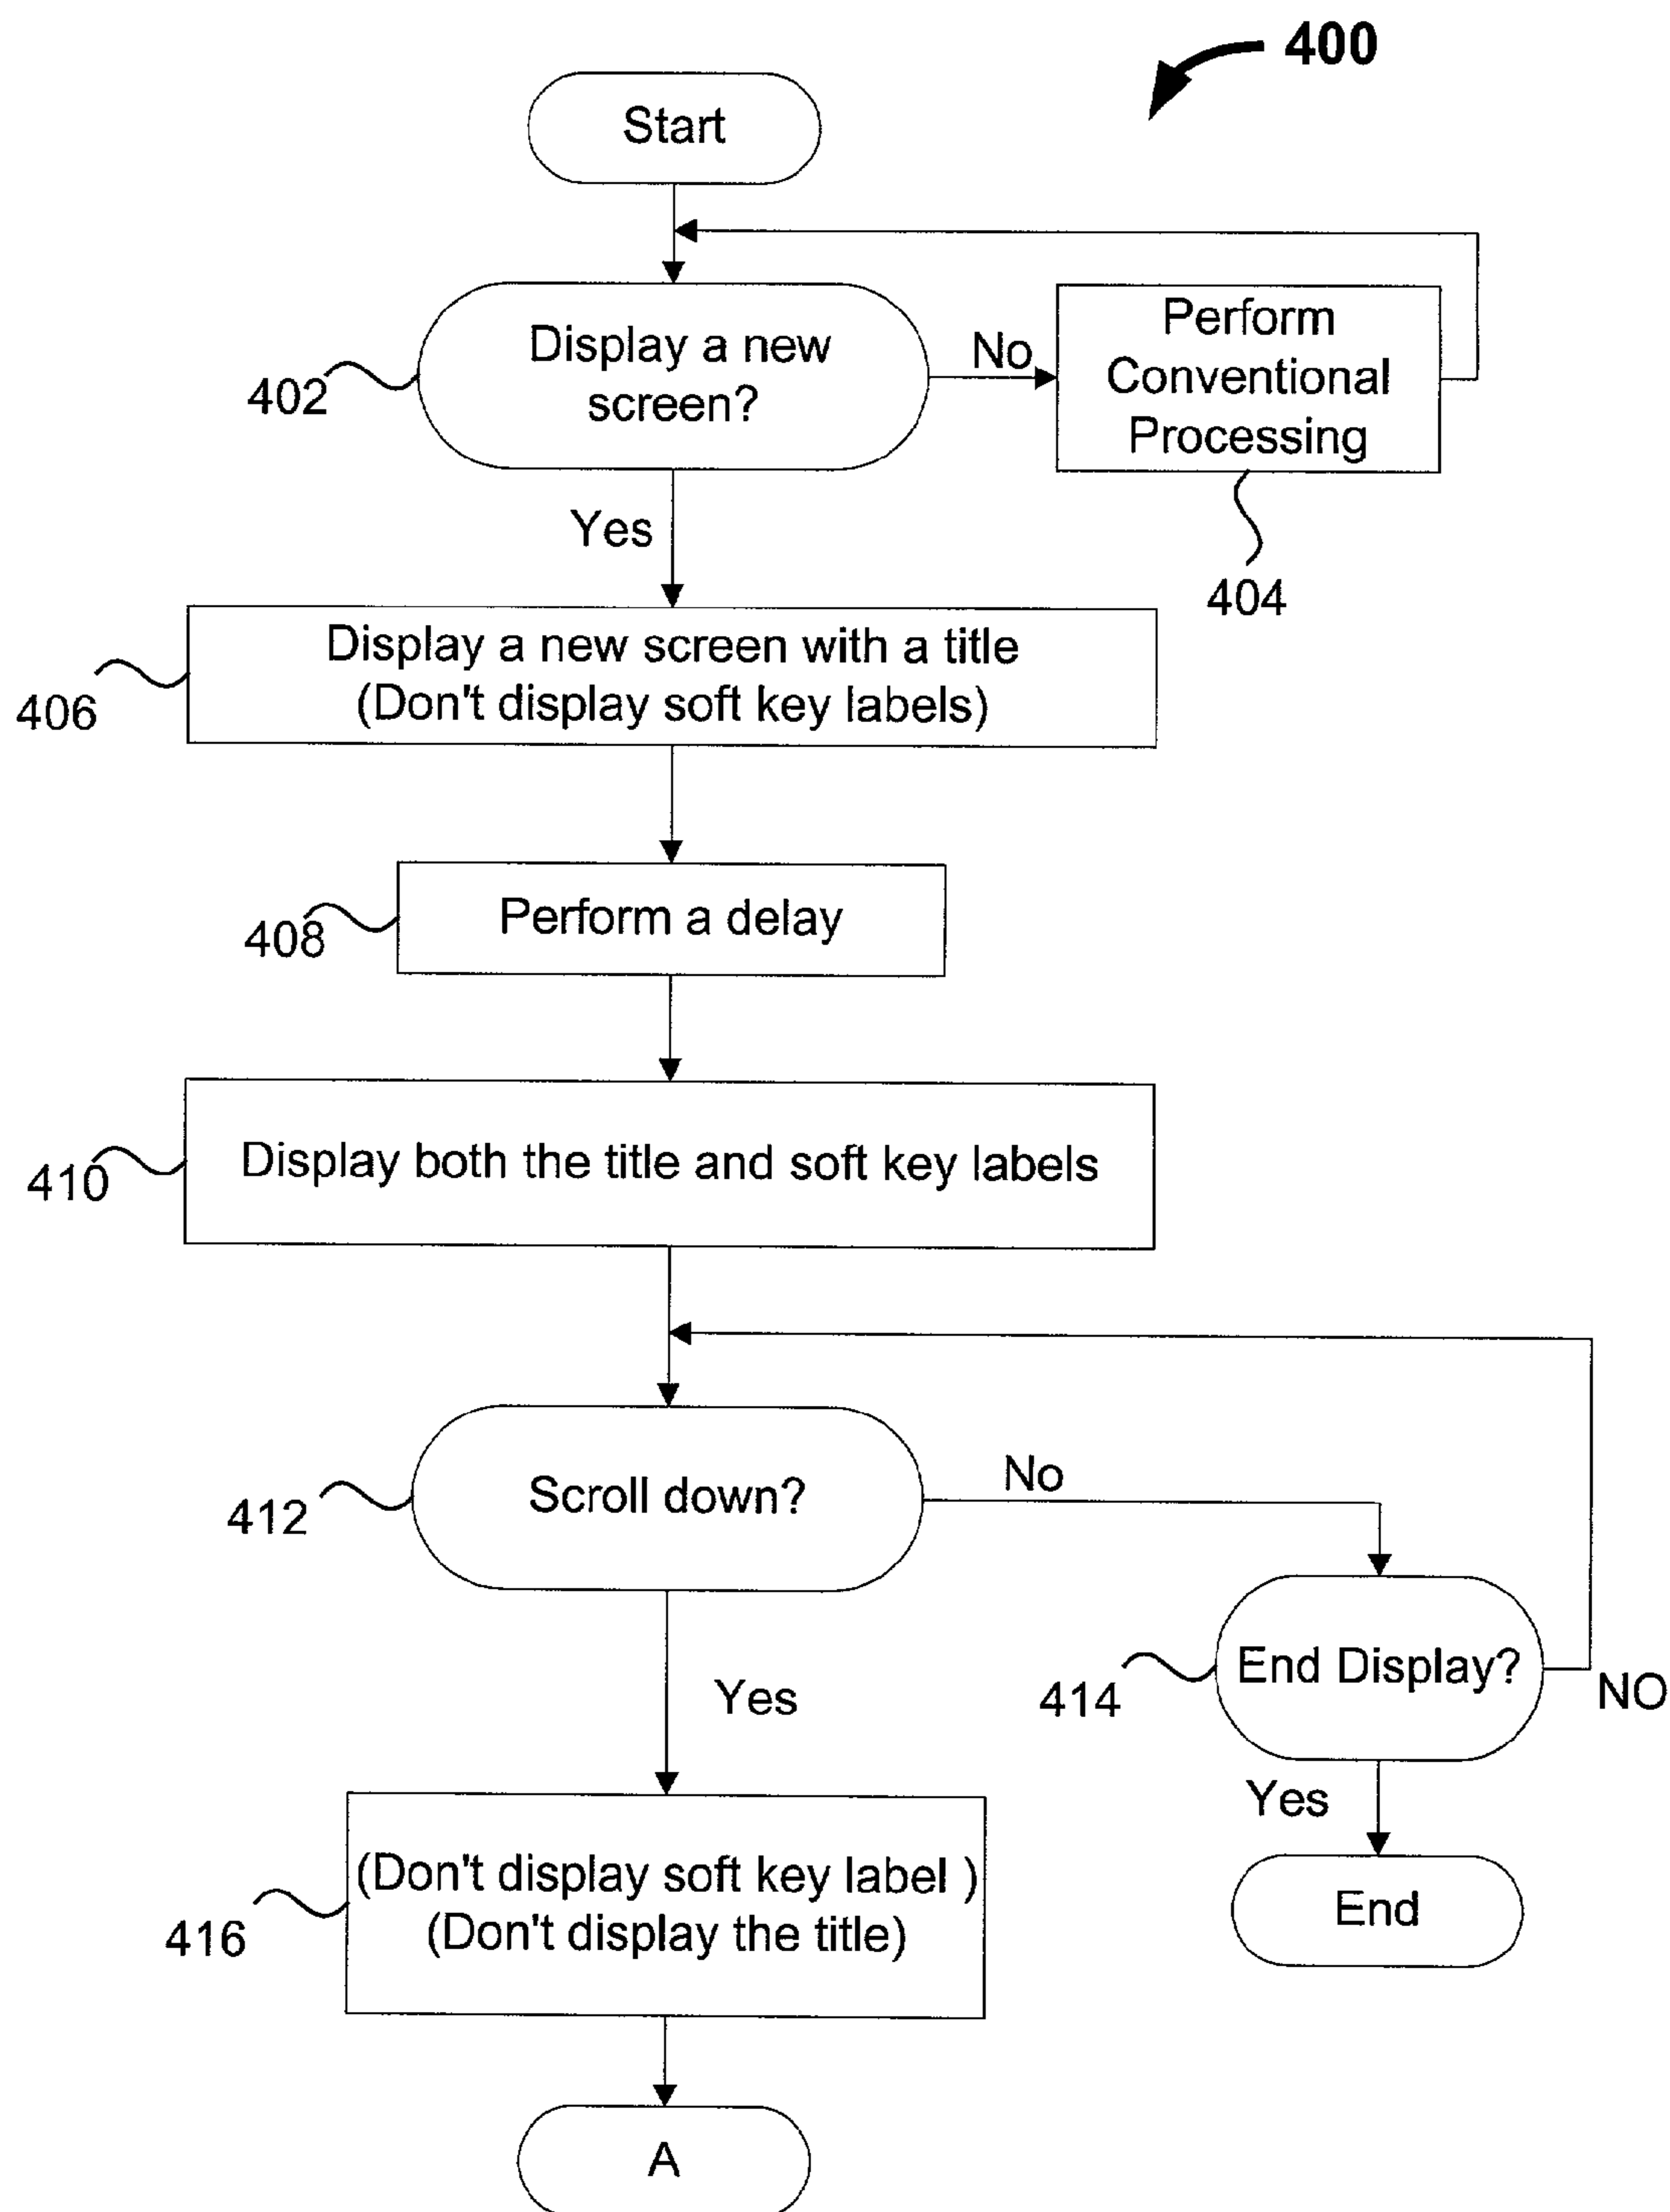 400
Start
Display a new
screen?
402
No
Perform
Conventional
Processing
404
Yes
Display a new screen with a title
(Don't display soft key labels)
406
Perform a delay
408
Display both the title and soft key labels
410
Scroll down?
412
No
End Display?
414
NO
Yes
Yes
(Don't display soft key label )
(Don't display the title)
416
End
A